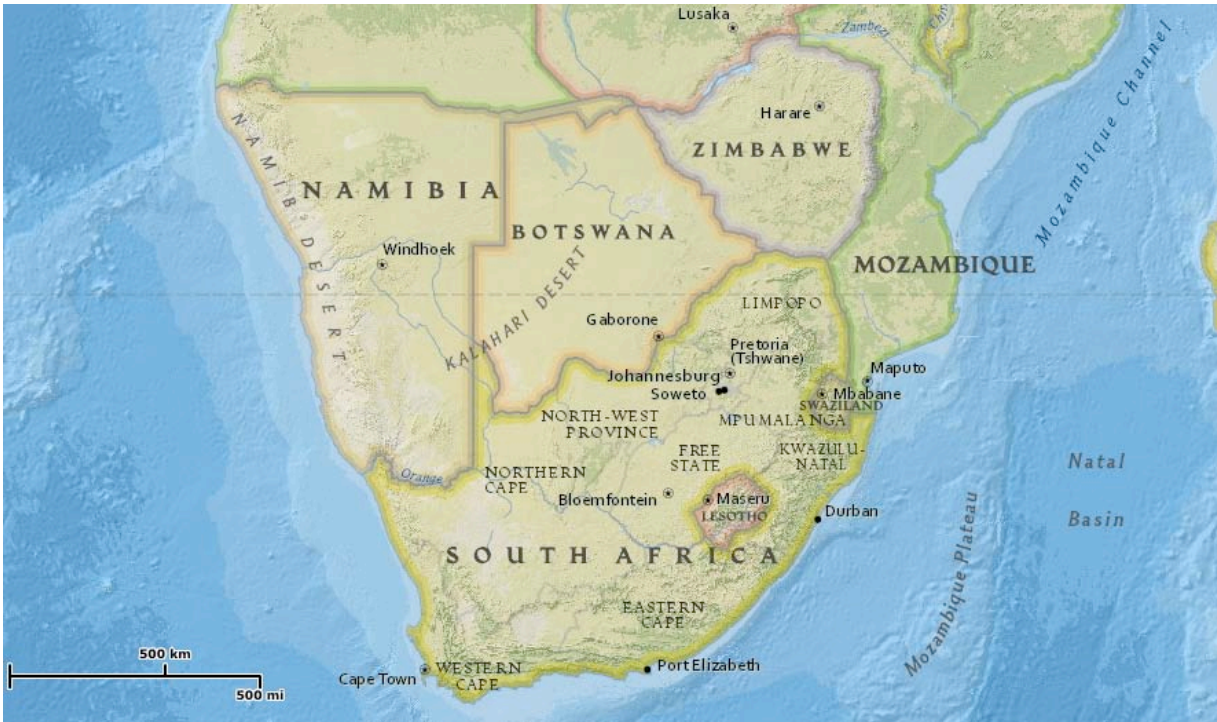 Lusaka
Zambezi
Mozambique Channel
Harare
ZIMBABWE
NAMIB DESERT
NAMIBIA
BOTSWANA
Windhoek
MOZAMBIQUE
KALAHARI DESERT
LIMPOPO
Gaborone
Pretoria
(Tshwane)
Johannesburg
Soweto
Maputo
Mbabane
SWAZILAND
NORTH-WEST
PROVINCE
MPUMALANGA
FREE
STATE
KWAZULU-
NATAL
Natal
Basin
Orange
NORTHERN
CAPE
Bloemfontein
Maseru
LESOTHO
Durban
SOUTH AFRICA
Mozambique Plateau
EASTERN
CAPE
500 km
500 mi
Cape Town
WESTERN
CAPE
Port Elizabeth